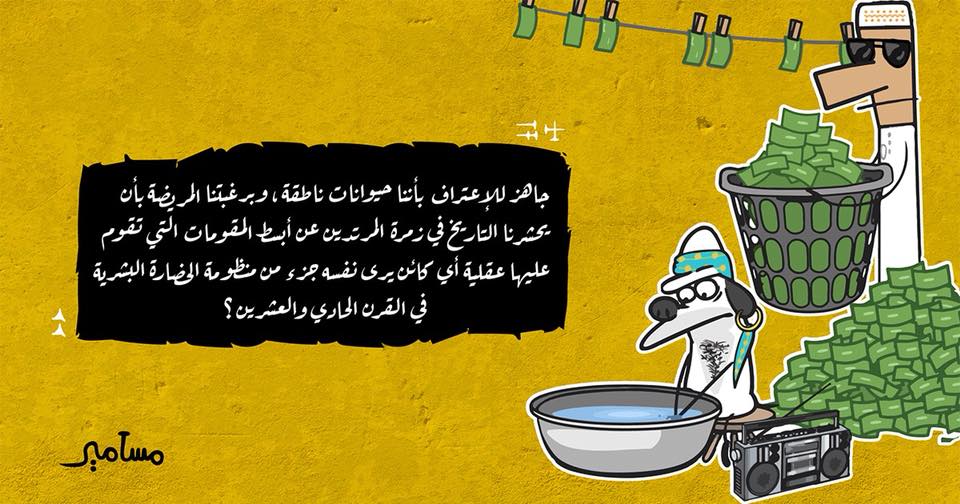 جاهز للإعتراف بأننا حيوانات ناطقة، وبرغبتنا المريضة بأن
يحشرنا التاريخ في زمرة المرتدين عن أبسط المقومات التي تقوم
عليها عقلية أي كائن يرى نفسه جزء من منظومة الحضارة البشرية
في القرن الحادي والعشرين ؟
مسامير